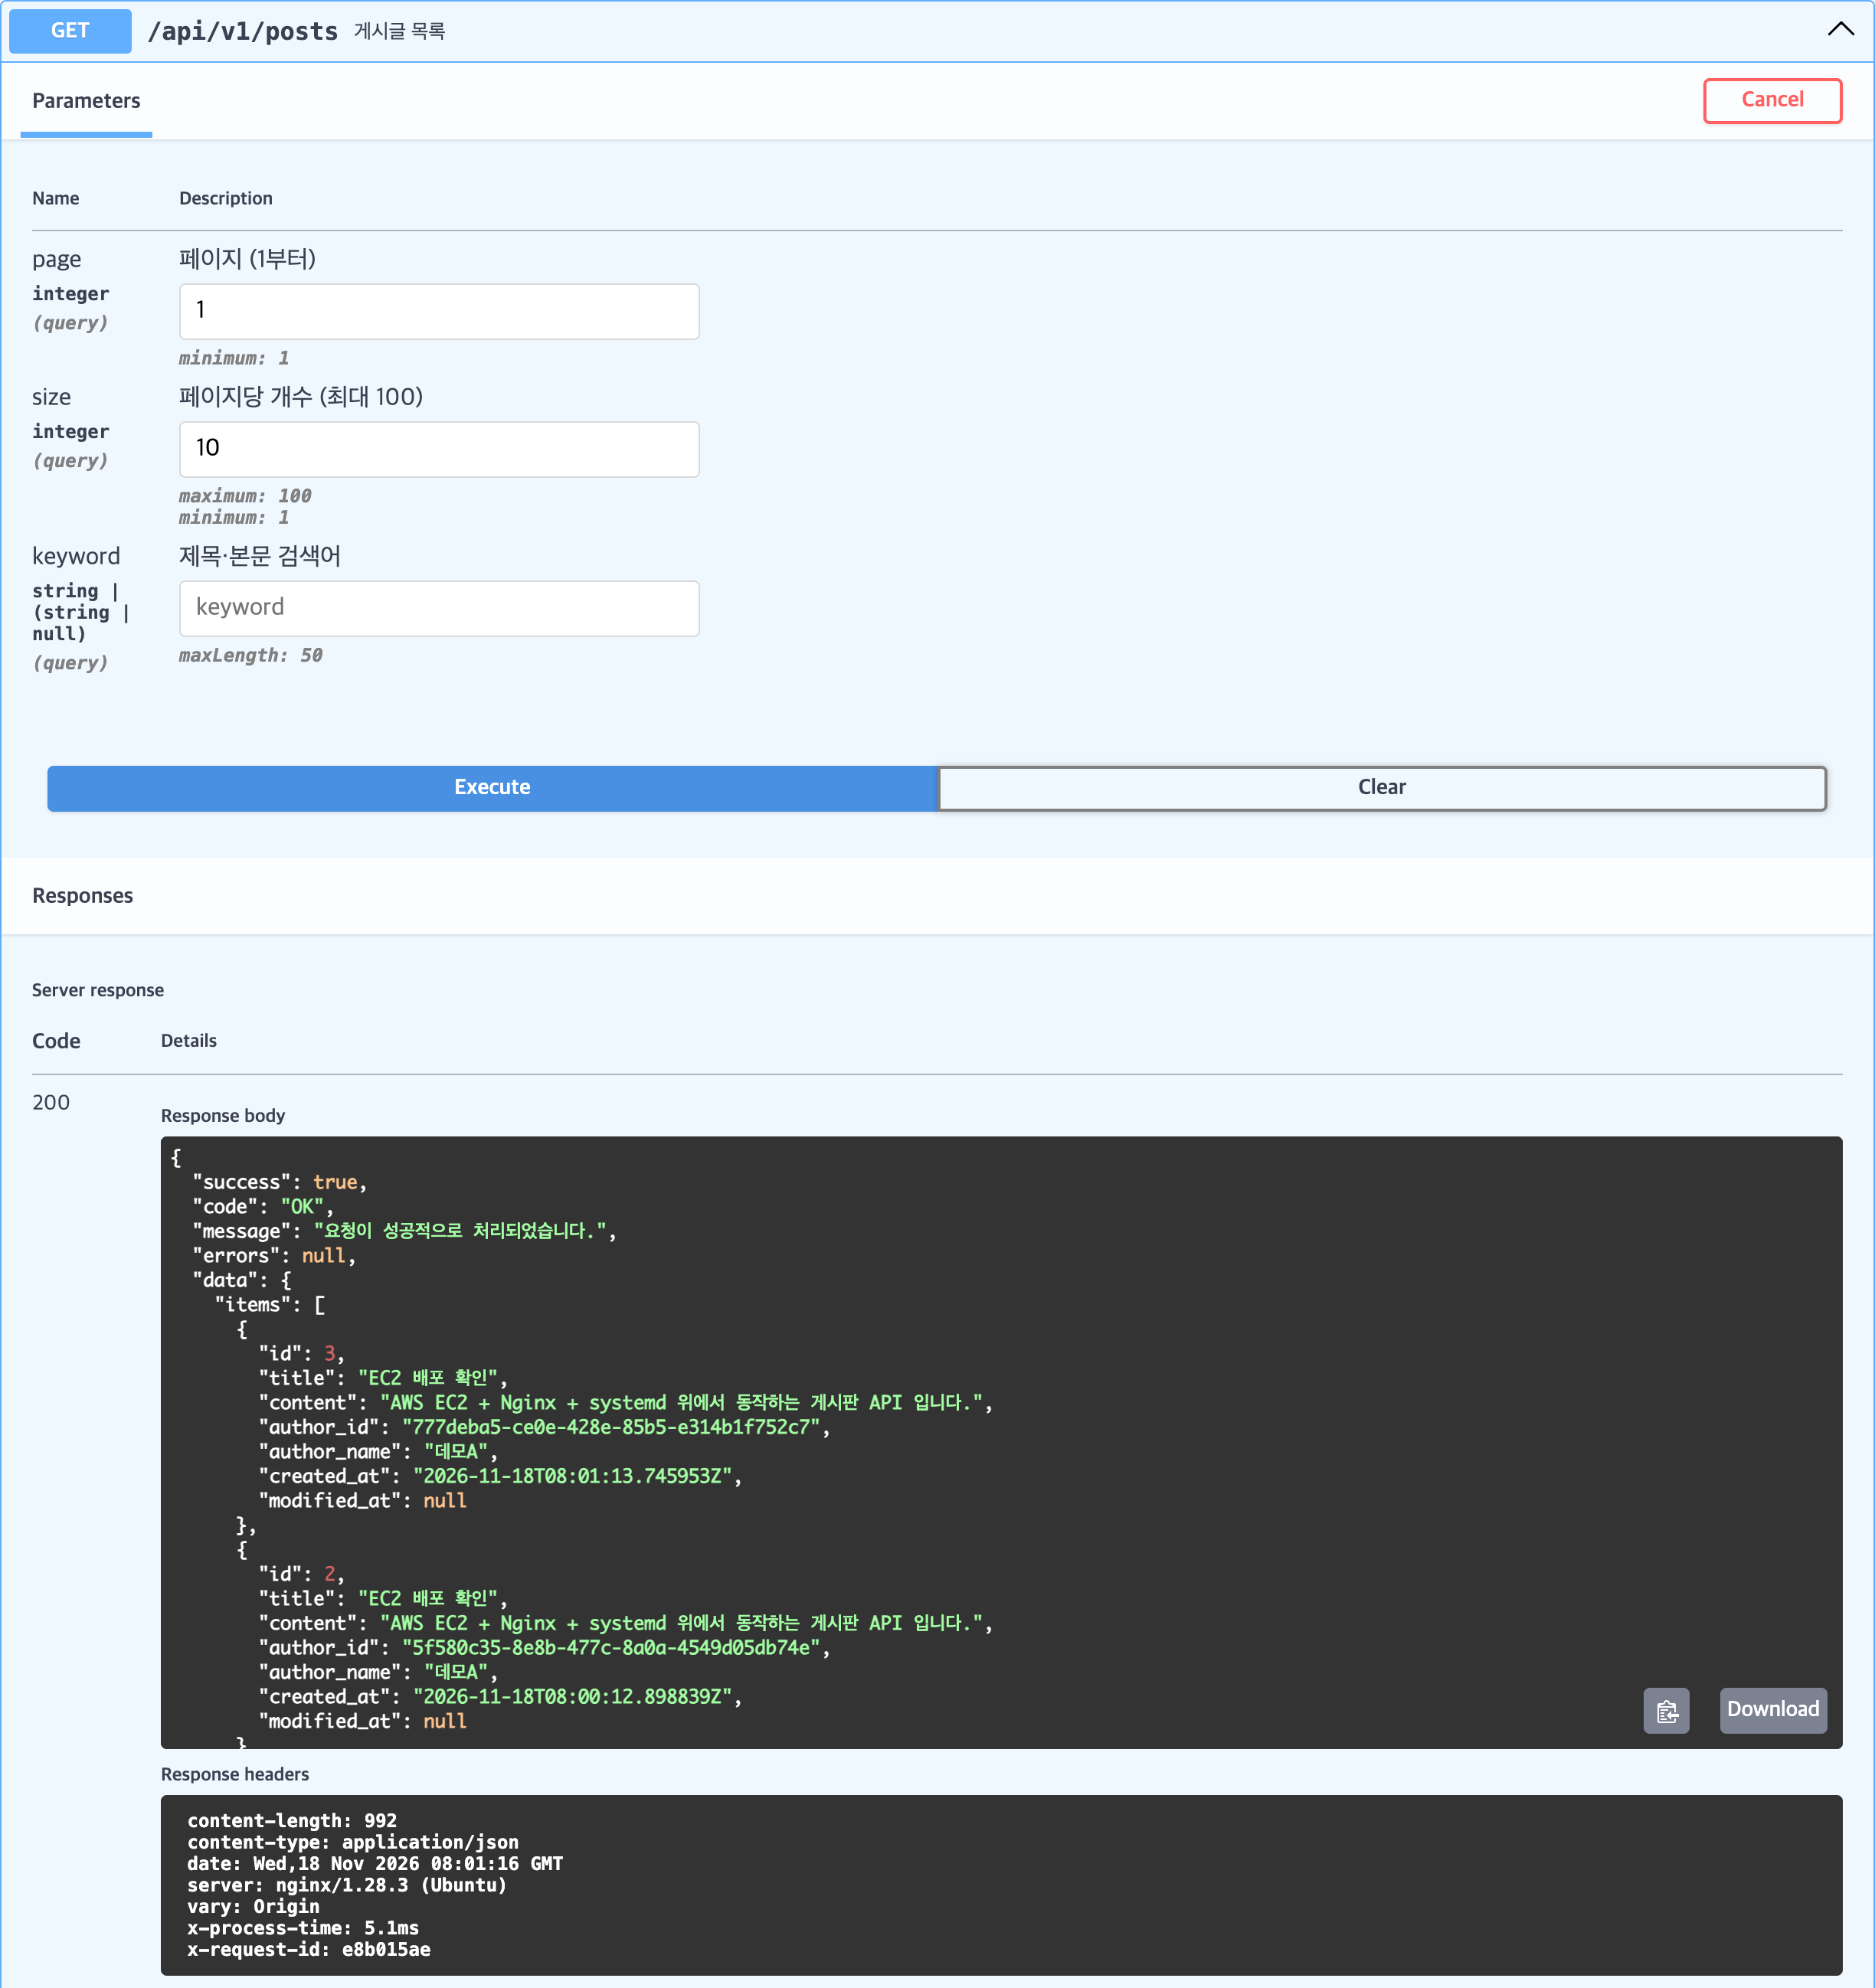 GET /api/v1/posts 게시글 목록
Parameters
Cancel
Name Description
page 페이지 (1부터)
integer
(query)
1
minimum: 1
size 페이지당 개수 (최대 100)
integer
(query)
10
maximum: 100
minimum: 1
keyword 제목·본문 검색어
string |
(string |
null)
(query)
keyword
maxLength: 50
Execute Clear
Responses
Server response
Code Details
200
Response body
{
  "success": true,
  "code": "OK",
  "message": "요청이 성공적으로 처리되었습니다.",
  "errors": null,
  "data": {
    "items": [
      {
        "id": 3,
        "title": "EC2 배포 확인",
        "content": "AWS EC2 + Nginx + systemd 위에서 동작하는 게시판 API 입니다.",
        "author_id": "777deba5-ce0e-428e-85b5-e314b1f752c7",
        "author_name": "데모A",
        "created_at": "2026-11-18T08:01:13.745953Z",
        "modified_at": null
      },
      {
        "id": 2,
        "title": "EC2 배포 확인",
        "content": "AWS EC2 + Nginx + systemd 위에서 동작하는 게시판 API 입니다.",
        "author_id": "5f580c35-8e8b-477c-8a0a-4549d05db74e",
        "author_name": "데모A",
        "created_at": "2026-11-18T08:00:12.898839Z",
        "modified_at": null
      }
Download
Response headers
content-length: 992
content-type: application/json
date: Wed,18 Nov 2026 08:01:16 GMT
server: nginx/1.28.3 (Ubuntu)
vary: Origin
x-process-time: 5.1ms
x-request-id: e8b015ae